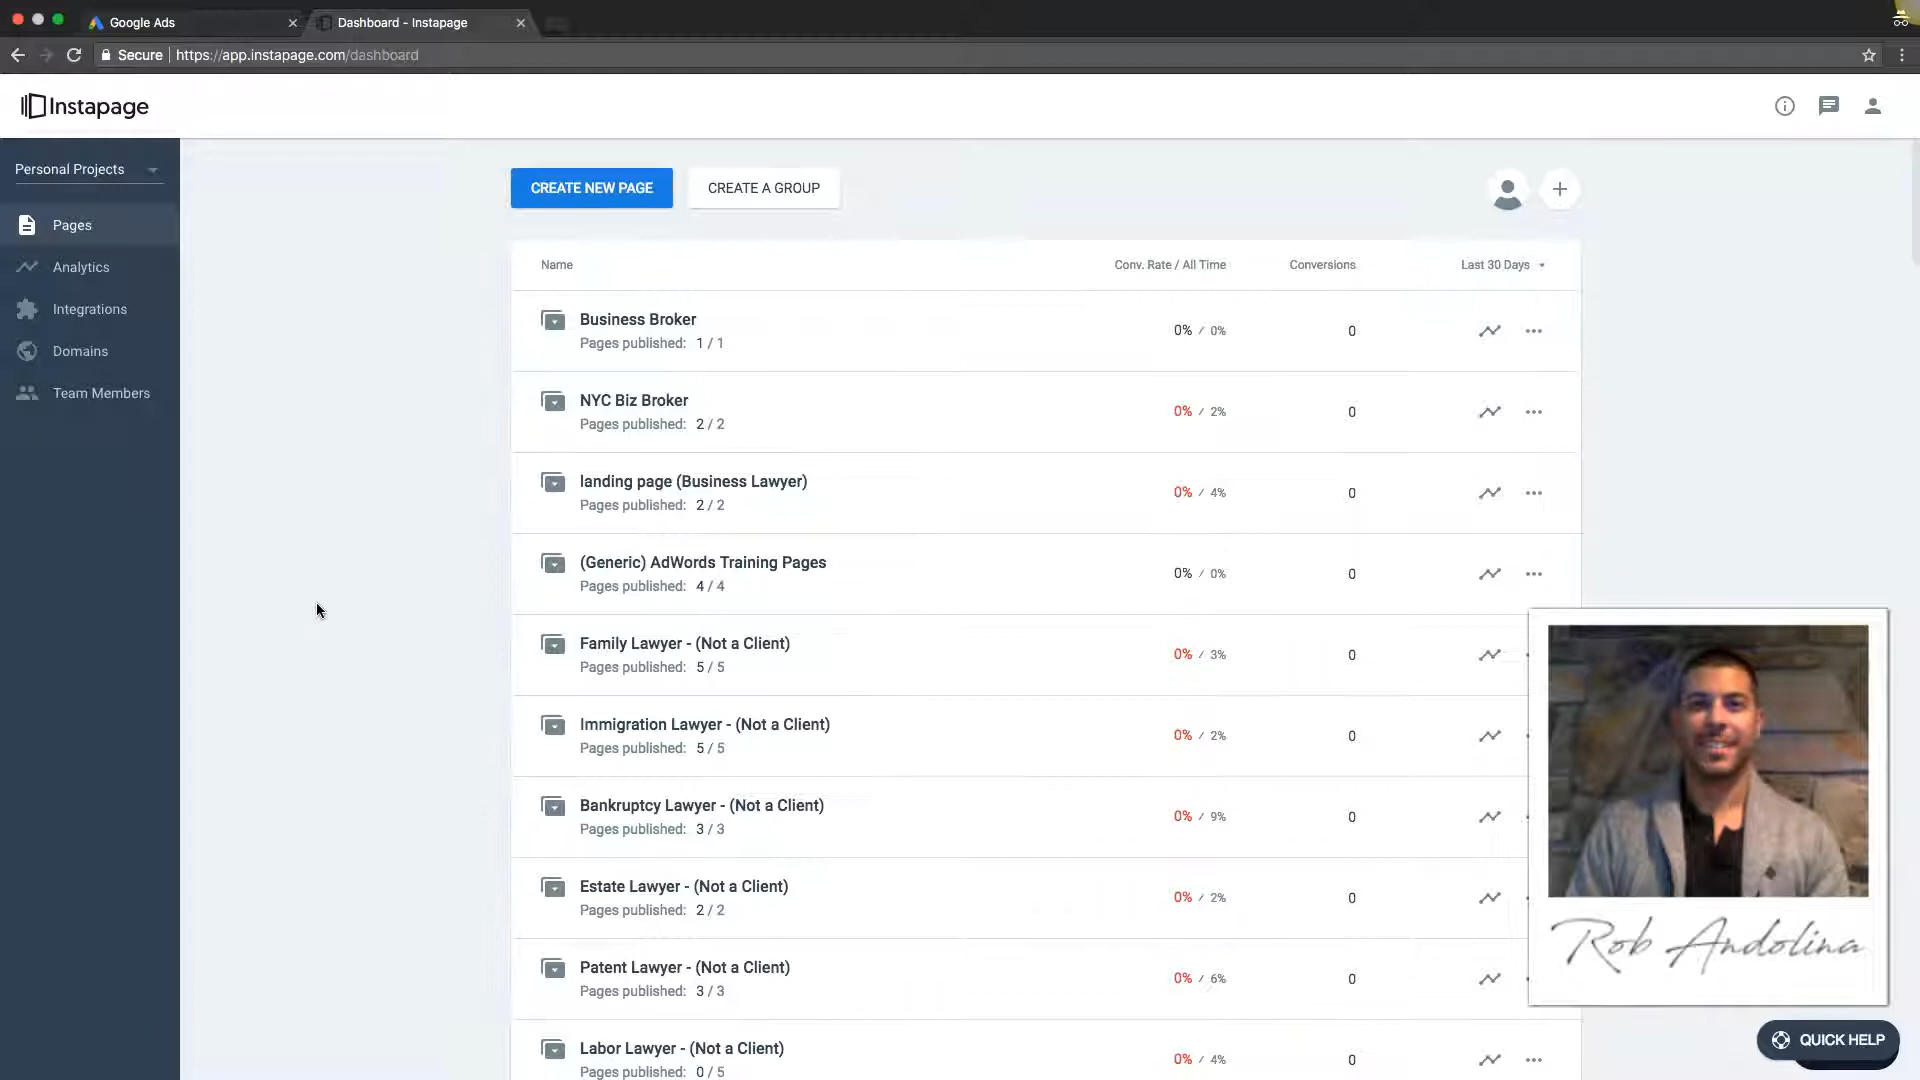 Google Ads
Dashboard - Instapage
Secure https://app.instapage.com/dashboard
Instapage
Personal Projects
Pages
Analytics
Integrations
Domains
Team Members
CREATE NEW PAGE CREATE A GROUP
Name Conv. Rate / All Time Conversions Last 30 Days
Business Broker
Pages published: 1 / 1
0% / 0% 0
NYC Biz Broker
Pages published: 2 / 2
0% / 2% 0
landing page (Business Lawyer)
Pages published: 2 / 2
0% / 4% 0
(Generic) AdWords Training Pages
Pages published: 4 / 4
0% / 0% 0
Family Lawyer - (Not a Client)
Pages published: 5 / 5
0% / 3% 0
Immigration Lawyer - (Not a Client)
Pages published: 5 / 5
0% / 2% 0
Bankruptcy Lawyer - (Not a Client)
Pages published: 3 / 3
0% / 9% 0
Estate Lawyer - (Not a Client)
Pages published: 2 / 2
0% / 2% 0
Patent Lawyer - (Not a Client)
Pages published: 3 / 3
0% / 6% 0
Labor Lawyer - (Not a Client)
Pages published: 0 / 5
0% / 4% 0
Rob Andolina
QUICK HELP